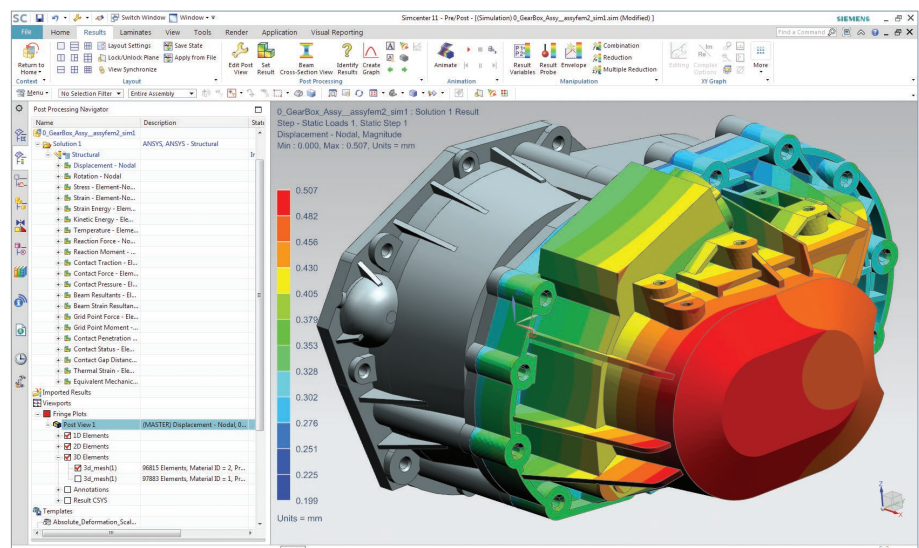 SC Switch Window Window Simcenter 11 - Pre/Post - [(Simulation) 0_GearBox_Assy_assyfem2_sim1.sim (Modified) ] SIEMENS
File Home Results Laminates View Tools Render Application Visual Reporting Find a Command
Return to Home
Layout Settings
Lock/Unlock Plane
View Synchronize
Save State
Apply from File
Edit Post View
Set Result
Beam Cross-Section View
Identify Results
Create Graph
Animate
Result Variables
Result Probe
Envelope
Combination
Reduction
Multiple Reduction
Editing
Complex Options
More
Context Layout Post Processing Animation Manipulation XY Graph
Menu No Selection Filter Entire Assembly
Post Processing Navigator
Name Description Stat
0_GearBox_Assy__assyfem2_sim1
Solution 1 ANSYS, ANSYS - Structural
Structural Ir
Displacement - Nodal
Rotation - Nodal
Stress - Element-No...
Strain - Element-No...
Strain Energy - Elem...
Kinetic Energy - Ele...
Temperature - Eleme...
Reaction Force - No...
Reaction Moment - ...
Contact Traction - El...
Contact Force - Elem...
Contact Pressure - El...
Beam Resultants - El...
Beam Strain Resultan...
Grid Point Force - Ele...
Grid Point Moment -...
Contact Penetration ...
Contact Status - Ele...
Contact Gap Distanc...
Thermal Strain - Ele...
Equivalent Mechanic...
Imported Results
Viewports
Fringe Plots
Post View 1 (MASTER) Displacement - Nodal, 0...
1D Elements
2D Elements
3D Elements
3d_mesh(1) 96815 Elements, Material ID = 2, Pr...
3d_mesh(1) 97883 Elements, Material ID = 1, Pr...
Annotations
Result CSYS
Templates
Absolute_Deformation_Scal...
0_GearBox_Assy__assyfem2_sim1 : Solution 1 Result
Step - Static Loads 1, Static Step 1
Displacement - Nodal, Magnitude
Min : 0.000, Max : 0.507, Units = mm
0.507
0.482
0.456
0.430
0.405
0.379
0.353
0.328
0.302
0.276
0.251
0.225
0.199
Units = mm
Z
X